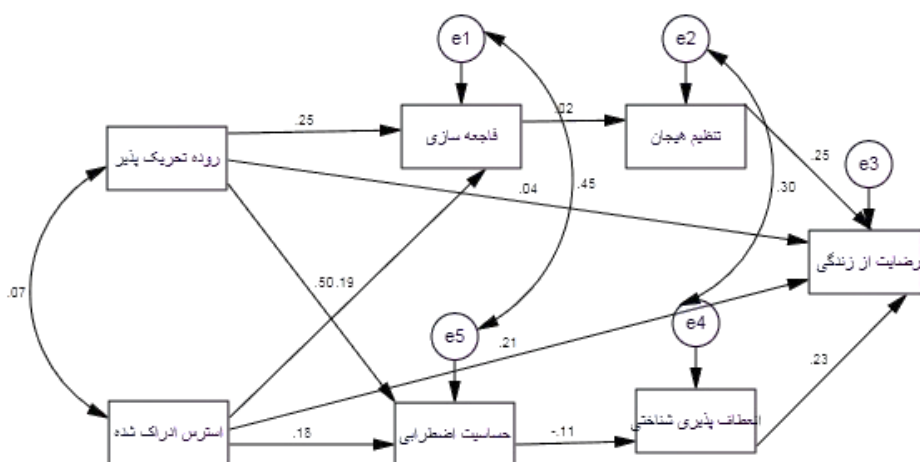 e1
e2
.25
فاجعه سازی
.02
تنظیم هیجان
روده تحریک پذیر
.25
e3
.04
.45
.30
رضایت از زندگی
.07
.50
.19
e5
.21
e4
.23
استرس ادراک شده
.18
حساسیت اضطرابی
-.11
انعطاف پذیری شناختی